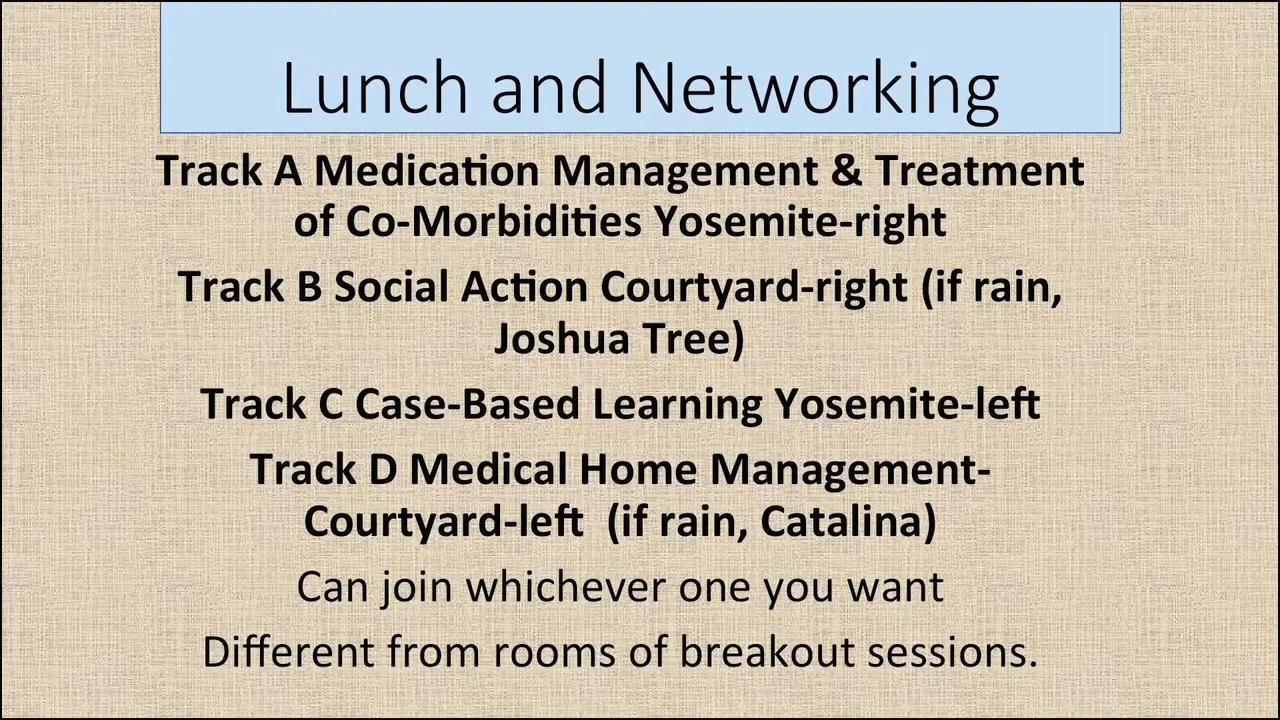 Lunch and Networking
Track A Medication Management & Treatment
of Co-Morbidities Yosemite-right
Track B Social Action Courtyard-right (if rain,
Joshua Tree)
Track C Case-Based Learning Yosemite-left
Track D Medical Home Management-
Courtyard-left  (if rain, Catalina)
Can join whichever one you want
Different from rooms of breakout sessions.